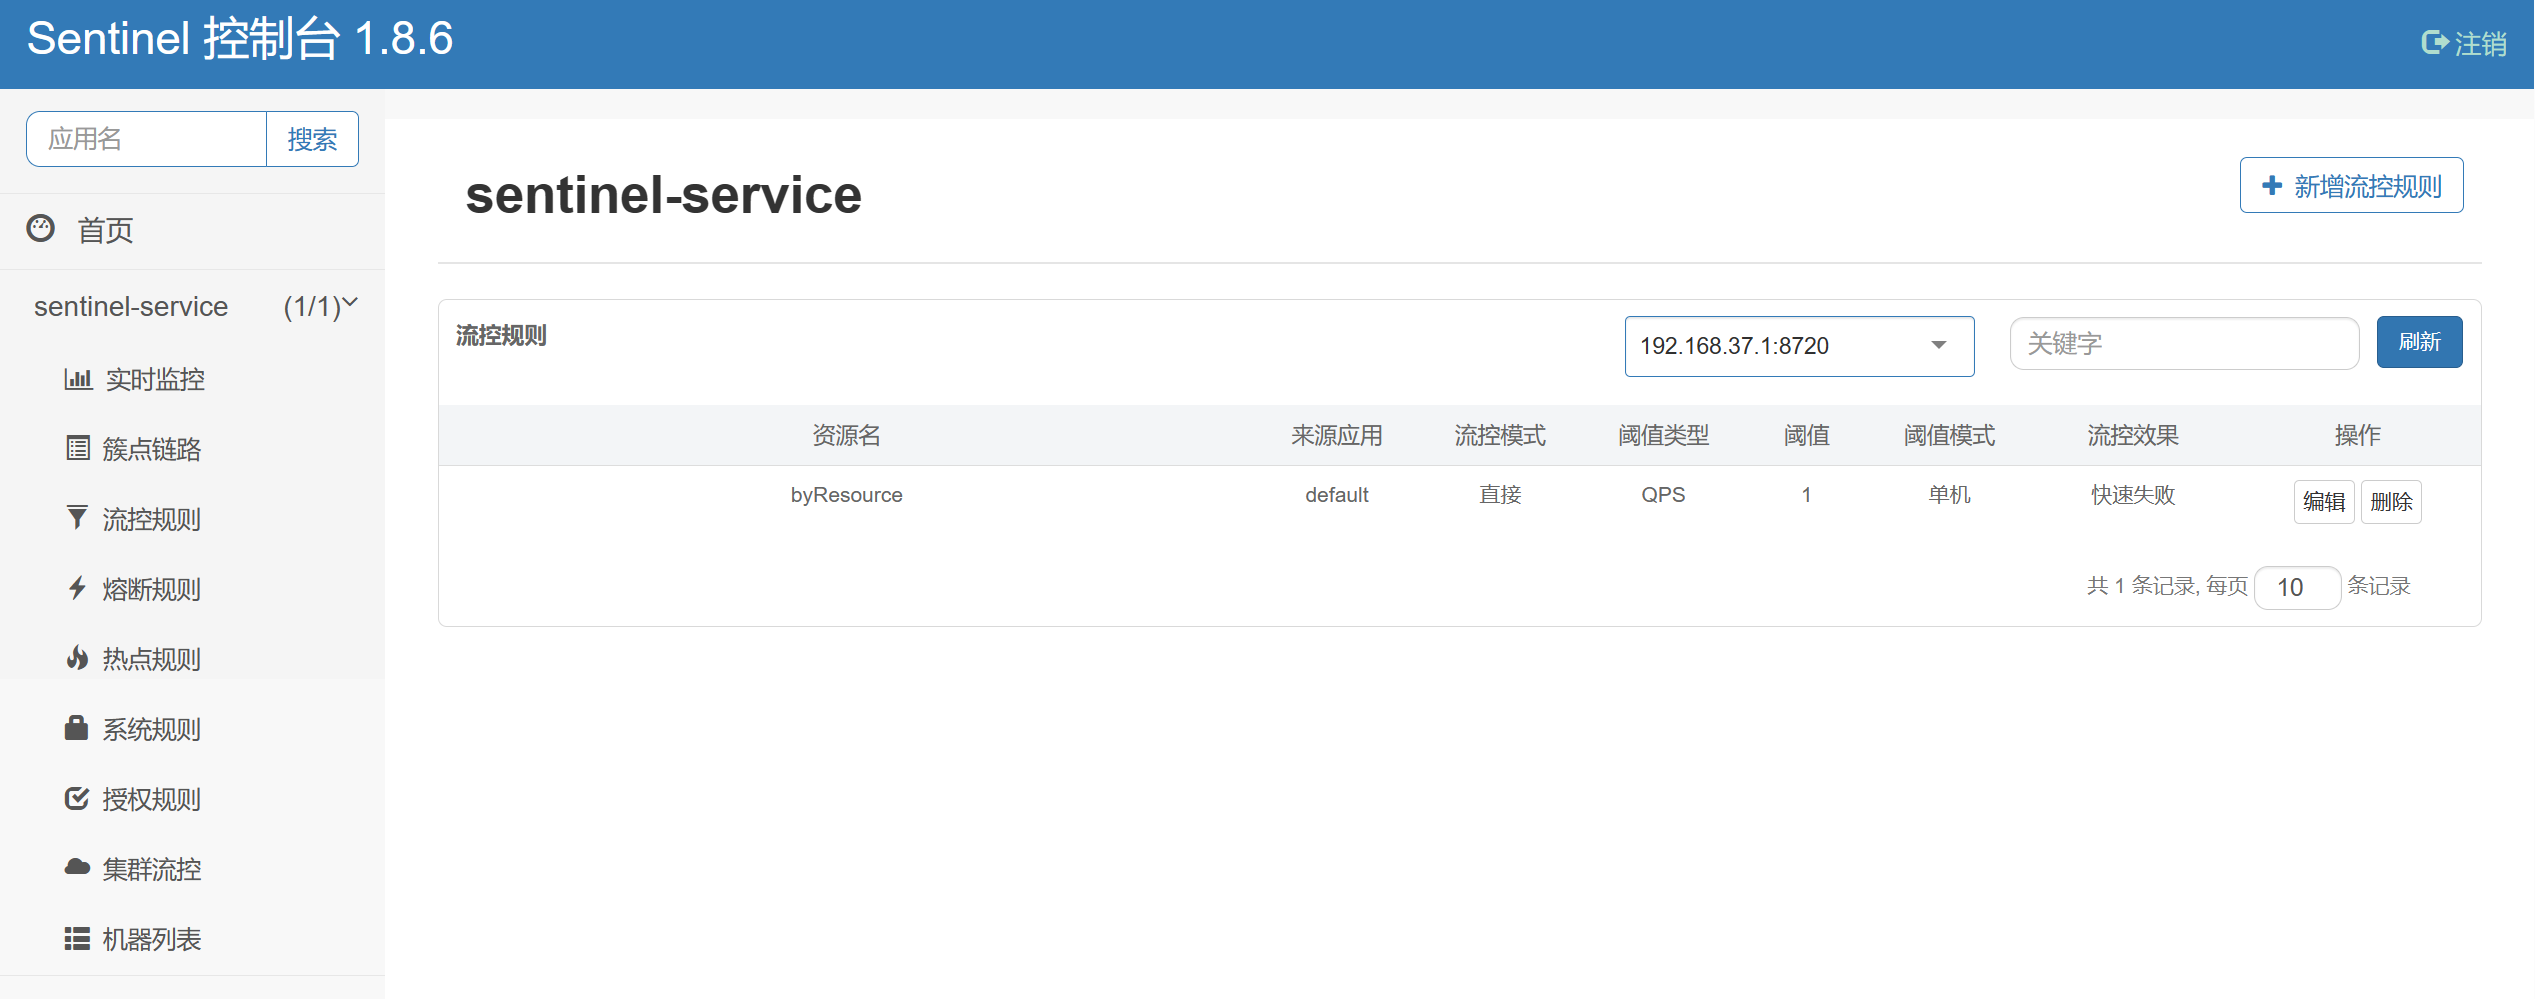 Sentinel 控制台 1.8.6
注销
应用名
搜索
首页
sentinel-service (1/1)
实时监控
簇点链路
流控规则
熔断规则
热点规则
系统规则
授权规则
集群流控
机器列表
sentinel-service
新增流控规则
流控规则
192.168.37.1:8720
关键字
刷新
资源名 来源应用 流控模式 阈值类型 阈值 阈值模式 流控效果 操作
byResource default 直接 QPS 1 单机 快速失败 编辑 删除
共 1 条记录, 每页 10 条记录